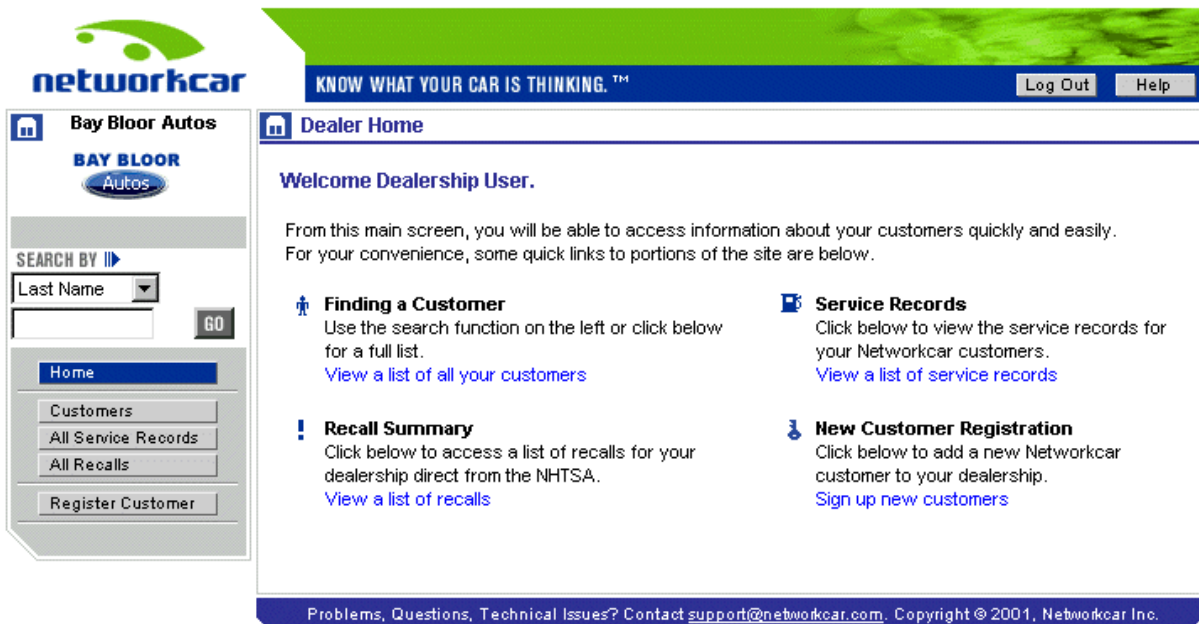 networkcar
KNOW WHAT YOUR CAR IS THINKING.™
Log Out
Help
Bay Bloor Autos
BAY BLOOR
Autos
SEARCH BY
Last Name
GO
Home
Customers
All Service Records
All Recalls
Register Customer
Dealer Home
Welcome Dealership User.
From this main screen, you will be able to access information about your customers quickly and easily.
For your convenience, some quick links to portions of the site are below.
Finding a Customer
Use the search function on the left or click below
for a full list.
View a list of all your customers
Service Records
Click below to view the service records for
your Networkcar customers.
View a list of service records
Recall Summary
Click below to access a list of recalls for your
dealership direct from the NHTSA.
View a list of recalls
New Customer Registration
Click below to add a new Networkcar
customer to your dealership.
Sign up new customers
Problems, Questions, Technical Issues? Contact support@networkcar.com. Copyright © 2001, Networkcar Inc.